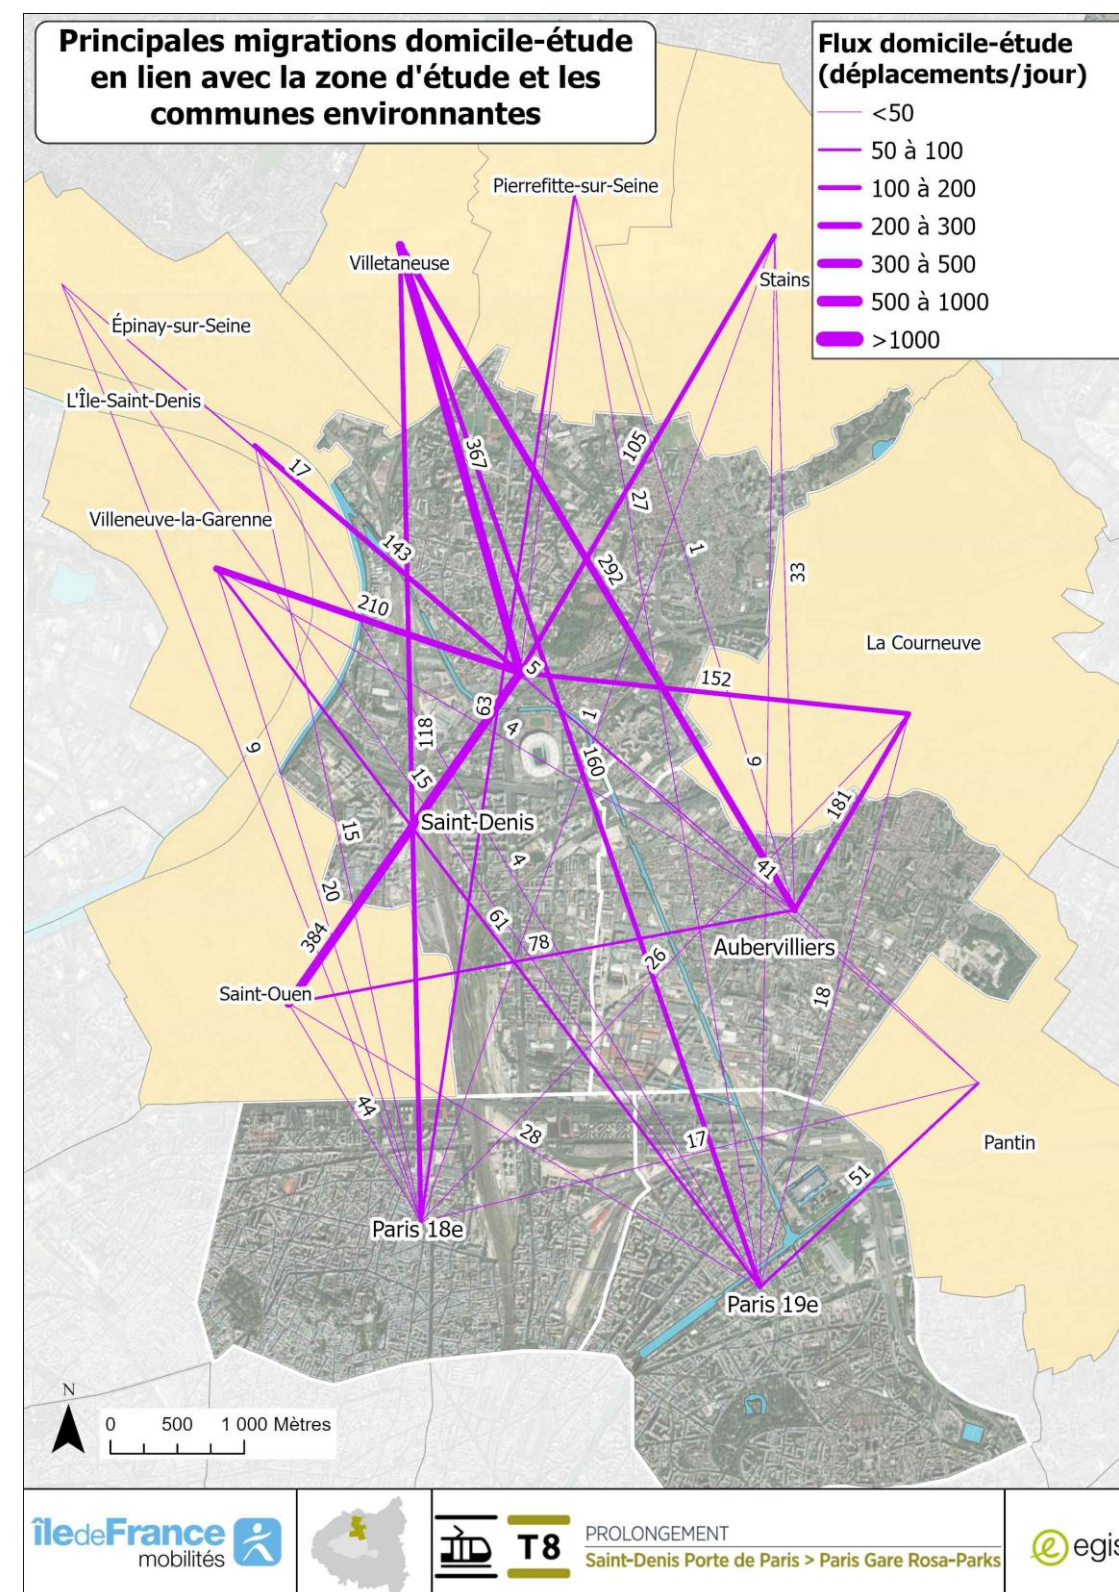 Principales migrations domicile-étude
en lien avec la zone d'étude et les
communes environnantes
Flux domicile-étude
(déplacements/jour)
<50
50 à 100
100 à 200
200 à 300
300 à 500
500 à 1000
>1000
Pierrefitte-sur-Seine
Villetaneuse
Stains
Épinay-sur-Seine
L'Île-Saint-Denis
367
105
17
27
Villeneuve-la-Garenne
143
1
292
33
210
La Courneuve
5
152
63
1
4
118
160
9
9
15
181
Saint-Denis
15
4
41
20
61
384
78
26
Aubervilliers
Saint-Ouen
18
44
28
17
Pantin
51
Paris 18e
Paris 19e
N
0 500 1 000 Mètres
îledeFrance
mobilités
T8
PROLONGEMENT
Saint-Denis Porte de Paris > Paris Gare Rosa-Parks
egis